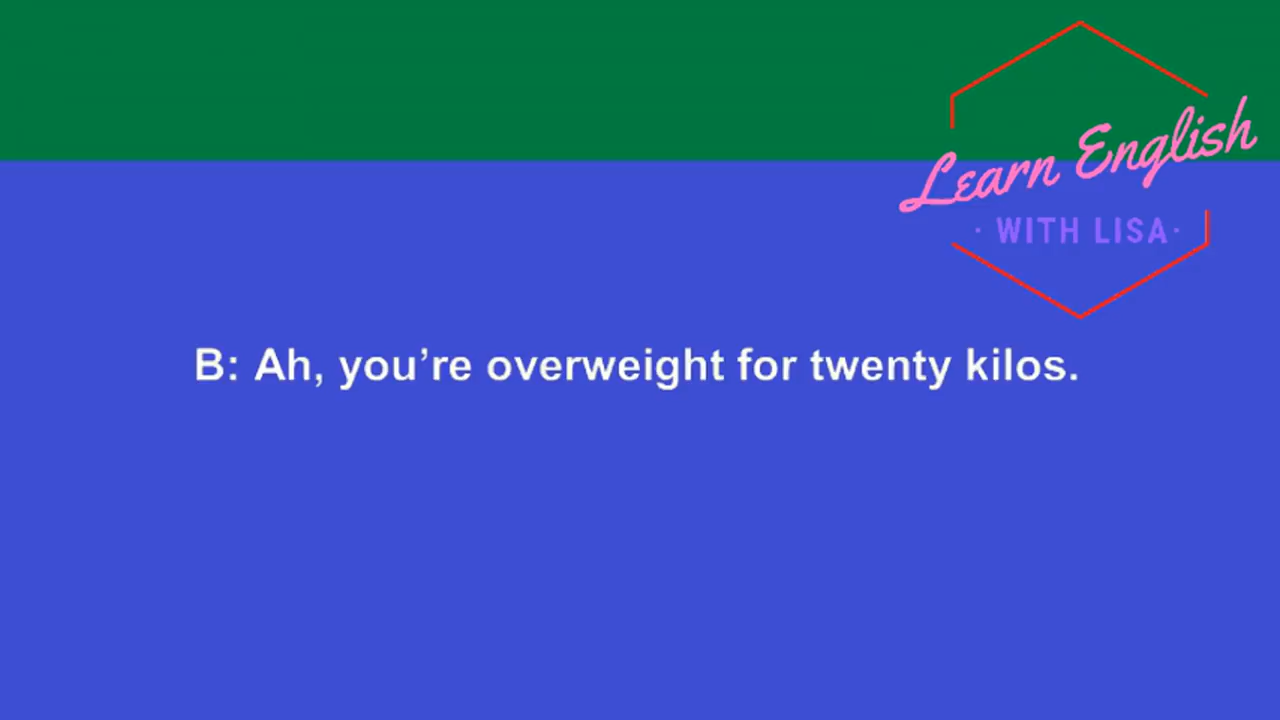 Learn English
· WITH LISA·
B: Ah, you’re overweight for twenty kilos.